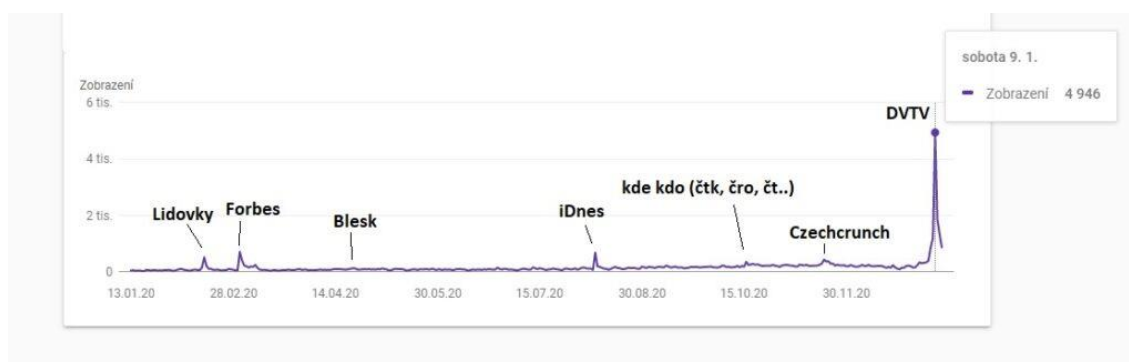 sobota 9. 1.
Zobrazení 4 946
Zobrazení
6 tis.
DVTV
4 tis.
kde kdo (čtk, čro, čt..)
2 tis.
Lidovky
Forbes
Blesk
iDnes
Czechcrunch
0
13.01.20 28.02.20 14.04.20 30.05.20 15.07.20 30.08.20 15.10.20 30.11.20